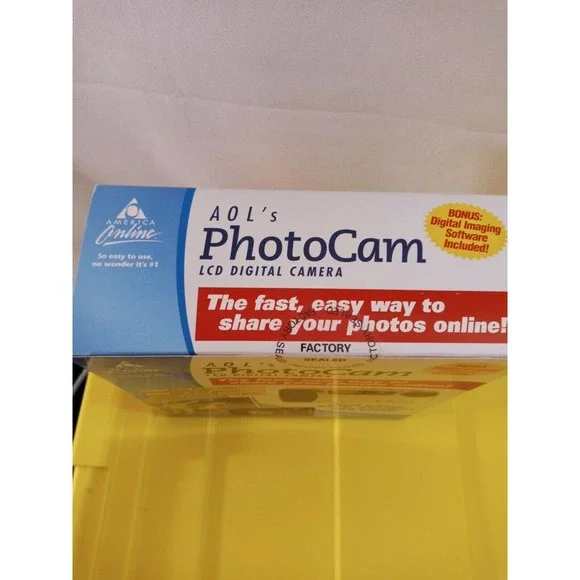 AMERICA
Online
So easy to use,
no wonder it's #1
AOL's
PhotoCam
LCD DIGITAL CAMERA
BONUS:
Digital Imaging
Software
Included!
The fast, easy way to
share your photos online!
FACTORY
SEALED
AOL's
PhotoCam